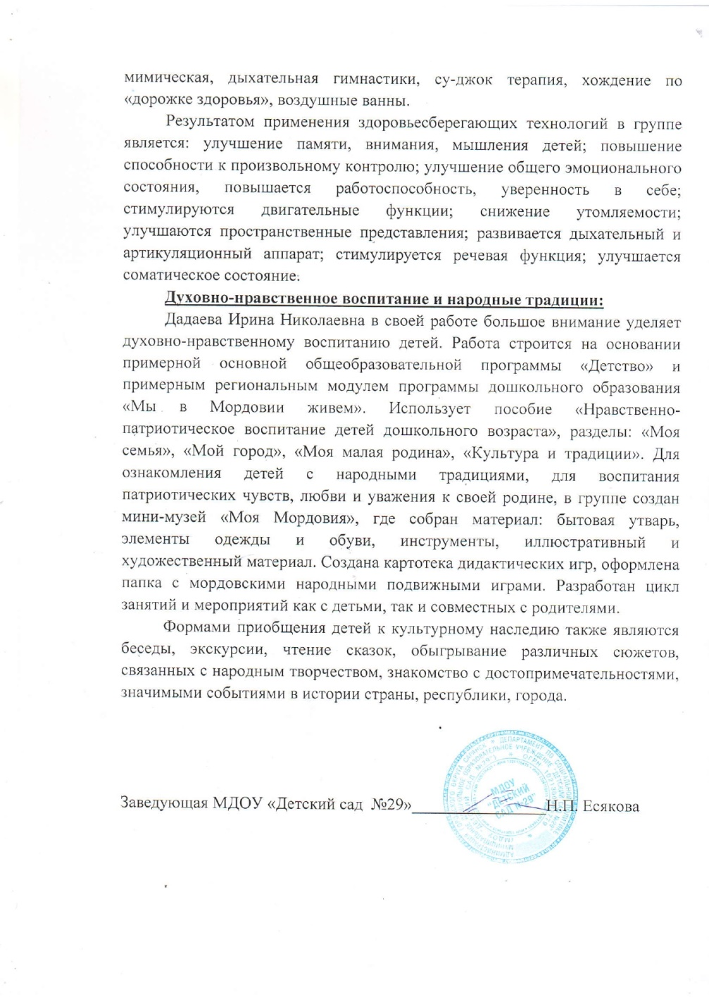 мимическая, дыхательная гимнастики, су-джок терапия, хождение по
«дорожке здоровья», воздушные ванны.
Результатом применения здоровьесберегающих технологий в группе
является: улучшение памяти, внимания, мышления детей; повышение
способности к произвольному контролю; улучшение общего эмоционального
состояния, повышается работоспособность, уверенность в себе;
стимулируются двигательные функции; снижение утомляемости;
улучшаются пространственные представления; развивается дыхательный и
артикуляционный аппарат; стимулируется речевая функция; улучшается
соматическое состояние.
Духовно-нравственное воспитание и народные традиции:
Дадаева Ирина Николаевна в своей работе большое внимание уделяет
духовно-нравственному воспитанию детей. Работа строится на основании
примерной основной общеобразовательной программы «Детство» и
примерным региональным модулем программы дошкольного образования
«Мы в Мордовии живем». Использует пособие «Нравственно-
патриотическое воспитание детей дошкольного возраста», разделы: «Моя
семья», «Мой город», «Моя малая родина», «Культура и традиции». Для
ознакомления детей с народными традициями, для воспитания
патриотических чувств, любви и уважения к своей родине, в группе создан
мини-музей «Моя Мордовия», где собран материал: бытовая утварь,
элементы одежды и обуви, инструменты, иллюстративный и
художественный материал. Создана картотека дидактических игр, оформлена
папка с мордовскими народными подвижными играми. Разработан цикл
занятий и мероприятий как с детьми, так и совместных с родителями.
Формами приобщения детей к культурному наследию также являются
беседы, экскурсии, чтение сказок, обыгрывание различных сюжетов,
связанных с народным творчеством, знакомство с достопримечательностями,
значимыми событиями в истории страны, республики, города.
Заведующая МДОУ «Детский сад №29» Н.П. Есякова
МДОУ
"ДЕТСКИЙ
САД №29"